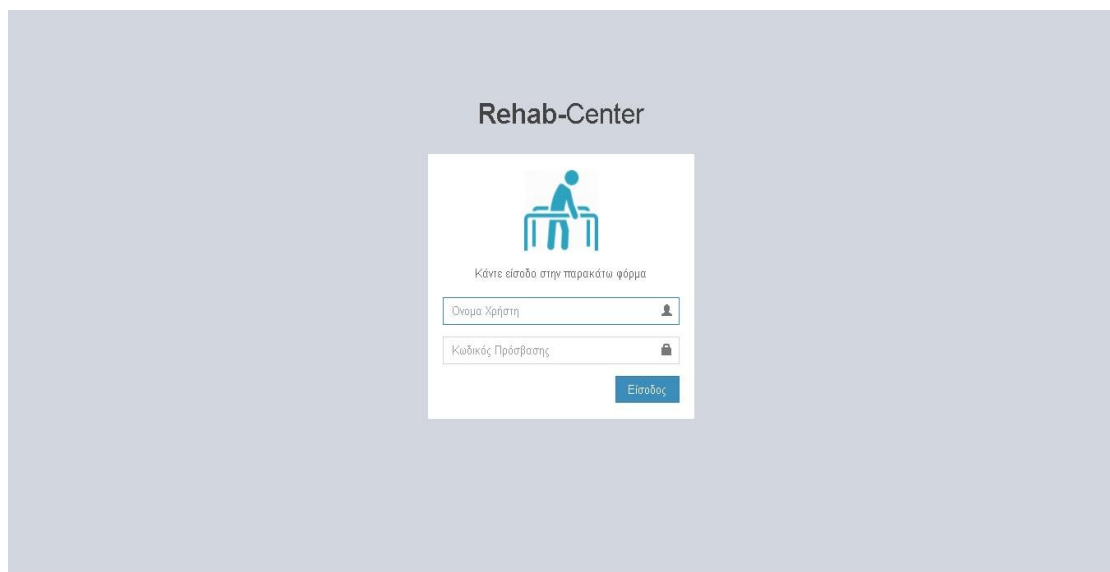 Rehab-Center
Κάντε είσοδο στην παρακάτω φόρμα
Όνομα Χρήστη
Κωδικός Πρόσβασης
Είσοδος